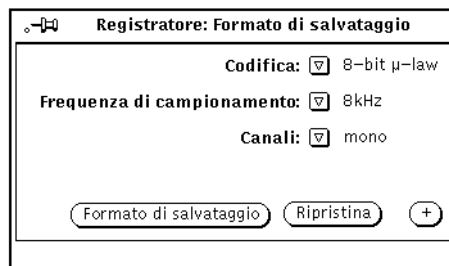 Registratore: Formato di salvataggio
Codifica: 8-bit µ-law
Frequenza di campionamento: 8kHz
Canali: mono
Formato di salvataggio Ripristina +